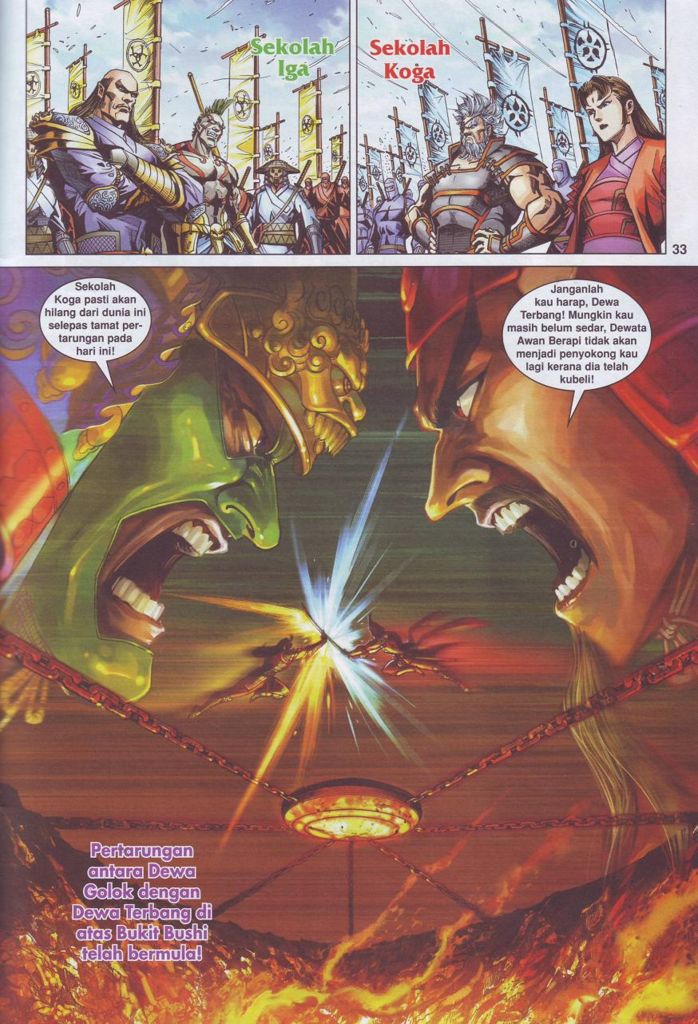 Sekolah
Iga
Sekolah
Koga
33
Sekolah
Koga pasti akan
hilang dari dunia ini
selepas tamat per-
tarungan pada
hari ini!
Janganlah
kau harap, Dewa
Terbang! Mungkin kau
masih belum sedar, Dewata
Awan Berapi tidak akan
menjadi penyokong kau
lagi kerana dia telah
kubeli!
Pertarungan
antara Dewa
Golok dengan
Dewa Terbang di
atas Bukit Bushi
telah bermula!